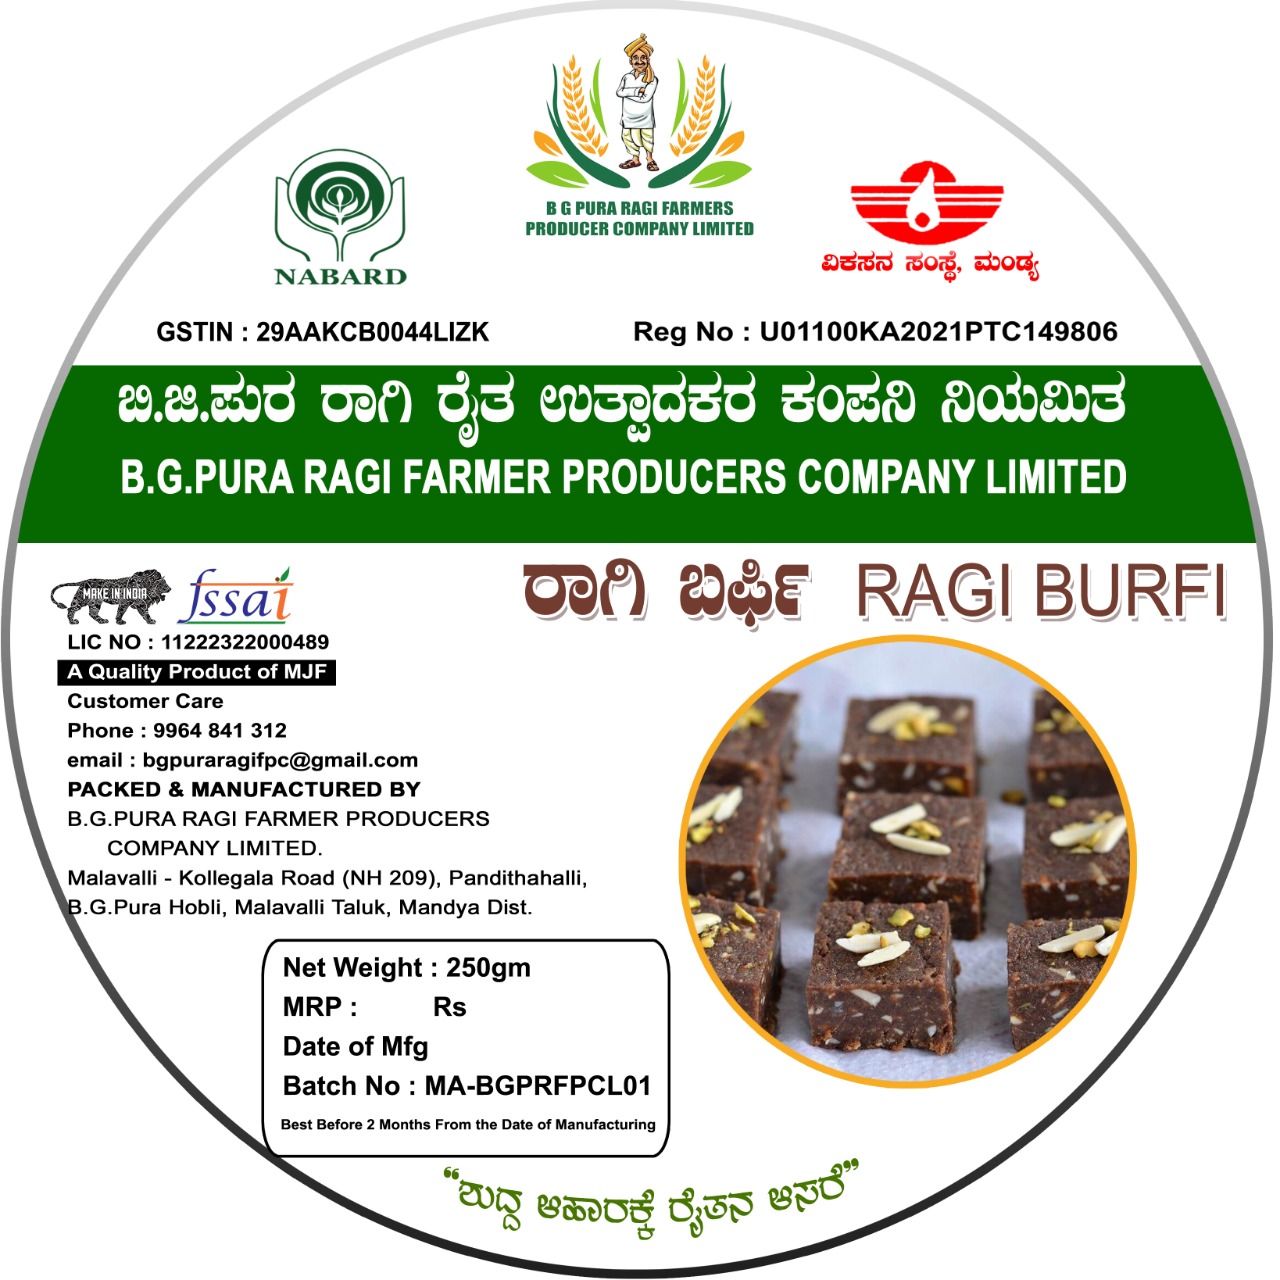 B G PURA RAGI FARMERS
PRODUCER COMPANY LIMITED
NABARD
ವಿಕಸನ ಸಂಸ್ಥೆ, ಮಂಡ್ಯ
GSTIN : 29AAKCB0044LIZK
Reg No : U01100KA2021PTC149806
ಬಿ.ಜಿ.ಪುರ ರಾಗಿ ರೈತ ಉತ್ಪಾದಕರ ಕಂಪನಿ ನಿಯಮಿತ
B.G.PURA RAGI FARMER PRODUCERS COMPANY LIMITED
MAKE IN INDIA
fssai
ರಾಗಿ ಬರ್ಫಿ RAGI BURFI
LIC NO : 11222322000489
A Quality Product of MJF
Customer Care
Phone : 9964 841 312
email : bgpuraragifpc@gmail.com
PACKED & MANUFACTURED BY
B.G.PURA RAGI FARMER PRODUCERS
COMPANY LIMITED.
Malavalli - Kollegala Road (NH 209), Pandithahalli,
B.G.Pura Hobli, Malavalli Taluk, Mandya Dist.
Net Weight : 250gm
MRP : Rs
Date of Mfg
Batch No : MA-BGPRFPCL01
Best Before 2 Months From the Date of Manufacturing
“ಶುದ್ದ ಆಹಾರಕ್ಕೆ ರೈತನ ಆಸರೆ”